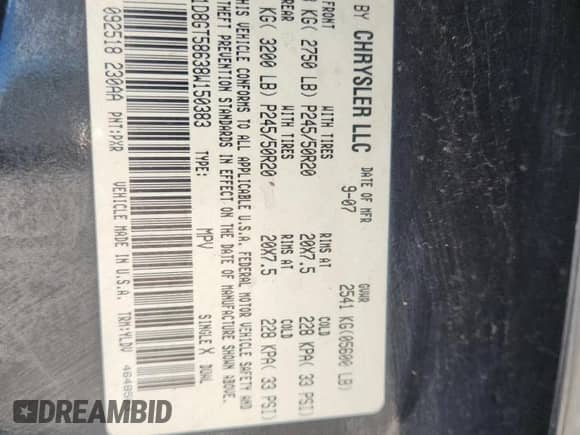 BY CHRYSLER LLC DATE OF MFR GVWR
9-07 2541 KG(05600 LB)
FRONT WITH TIRES RIMS AT COLD
KG( 2750 LB) P245/50R20 20X7.5 228 KPA( 33 PSI)
REAR WITH TIRES RIMS AT COLD
KG( 3200 LB) P245/50R20 20X7.5 228 KPA( 33 PSI)
THIS VEHICLE CONFORMS TO ALL APPLICABLE U.S.A. FEDERAL MOTOR VEHICLE SAFETY AND
THEFT PREVENTION STANDARDS IN EFFECT ON THE DATE OF MANUFACTURE SHOWN ABOVE.
1D8GT58638W150383 TYPE: MPV SINGLE X DUAL
092518 230AA PNT:PXR VEHICLE MADE IN U.S.A. TRM:YLDV
DREAMBID